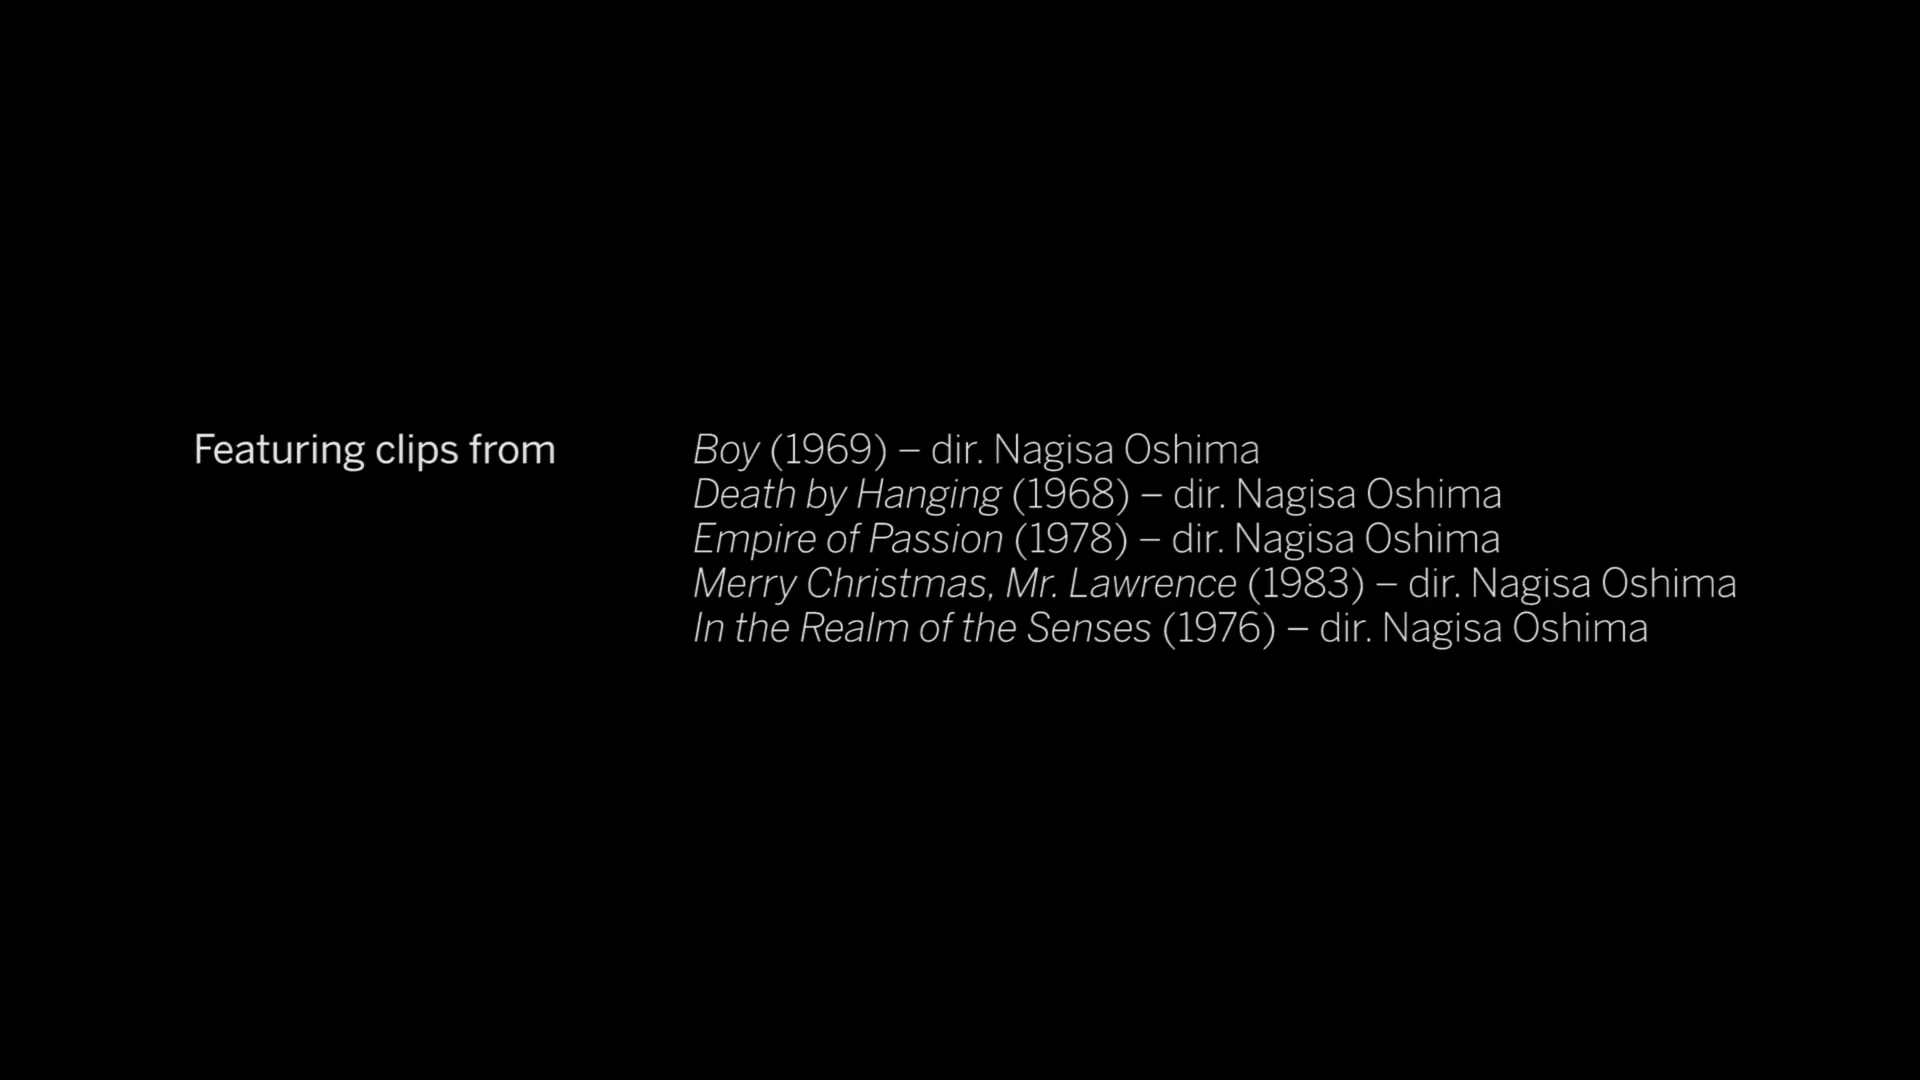 Featuring clips from
Boy (1969) – dir. Nagisa Oshima
Death by Hanging (1968) – dir. Nagisa Oshima
Empire of Passion (1978) – dir. Nagisa Oshima
Merry Christmas, Mr. Lawrence (1983) – dir. Nagisa Oshima
In the Realm of the Senses (1976) – dir. Nagisa Oshima